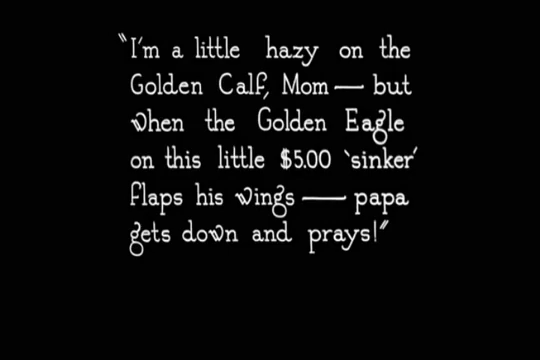 "I'm a little hazy on the
Golden Calf, Mom — but
when the Golden Eagle
on this little $5.00 'sinker'
flaps his wings — papa
gets down and prays!"